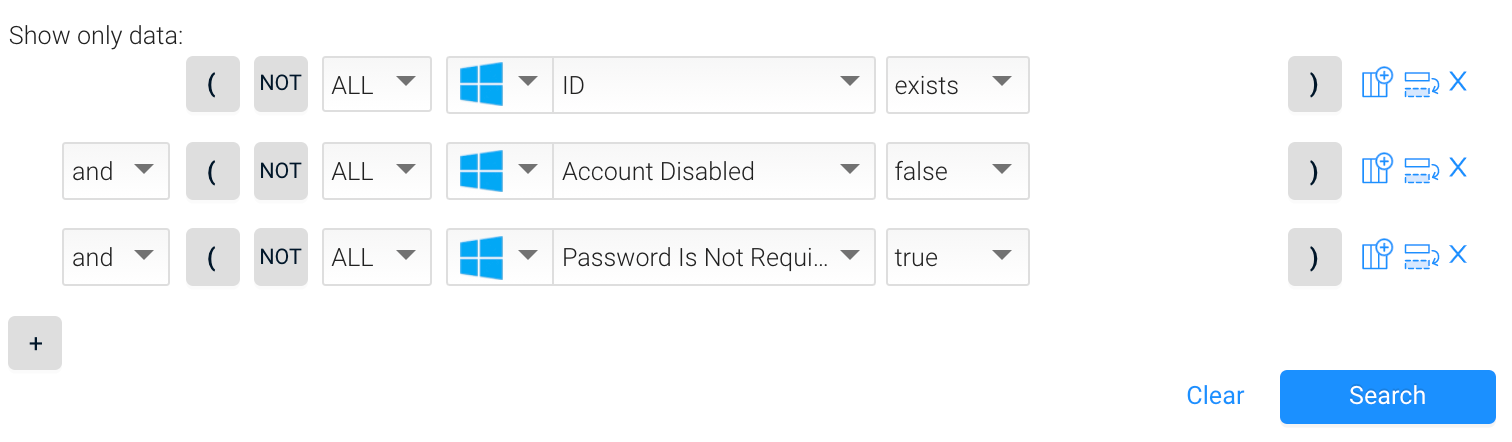 Show only data:
( NOT ALL ID exists )
and ( NOT ALL Account Disabled false )
and ( NOT ALL Password Is Not Requi... true )
+
Clear Search